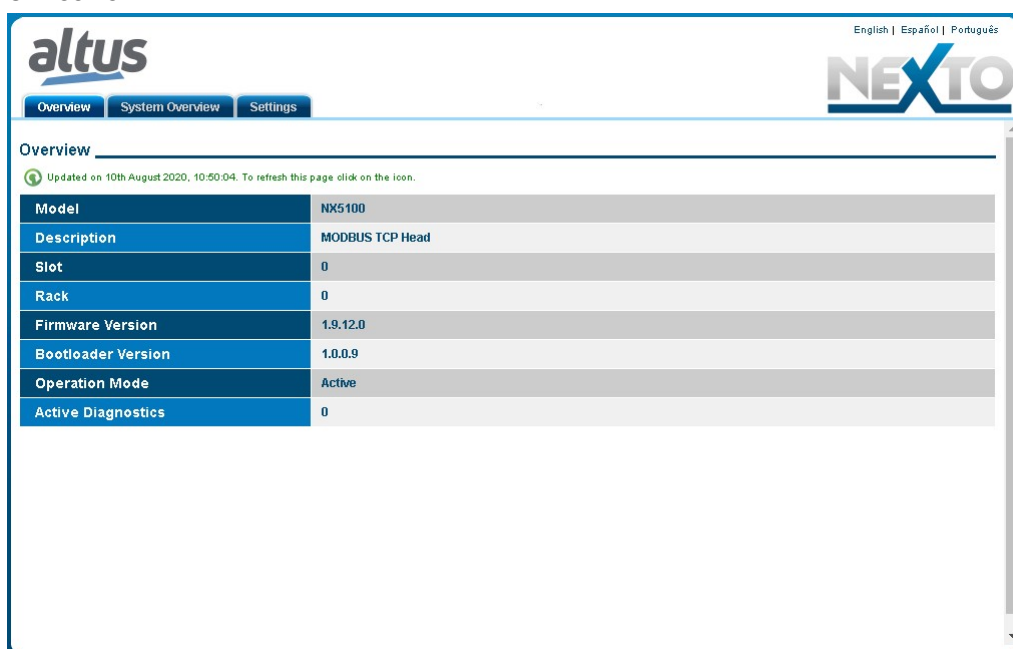 English | Español | Português
altus
NEXTO
Overview System Overview Settings
Overview
Updated on 10th August 2020, 10:50:04. To refresh this page click on the icon.
Model NX5100
Description MODBUS TCP Head
Slot 0
Rack 0
Firmware Version 1.9.12.0
Bootloader Version 1.0.0.9
Operation Mode Active
Active Diagnostics 0